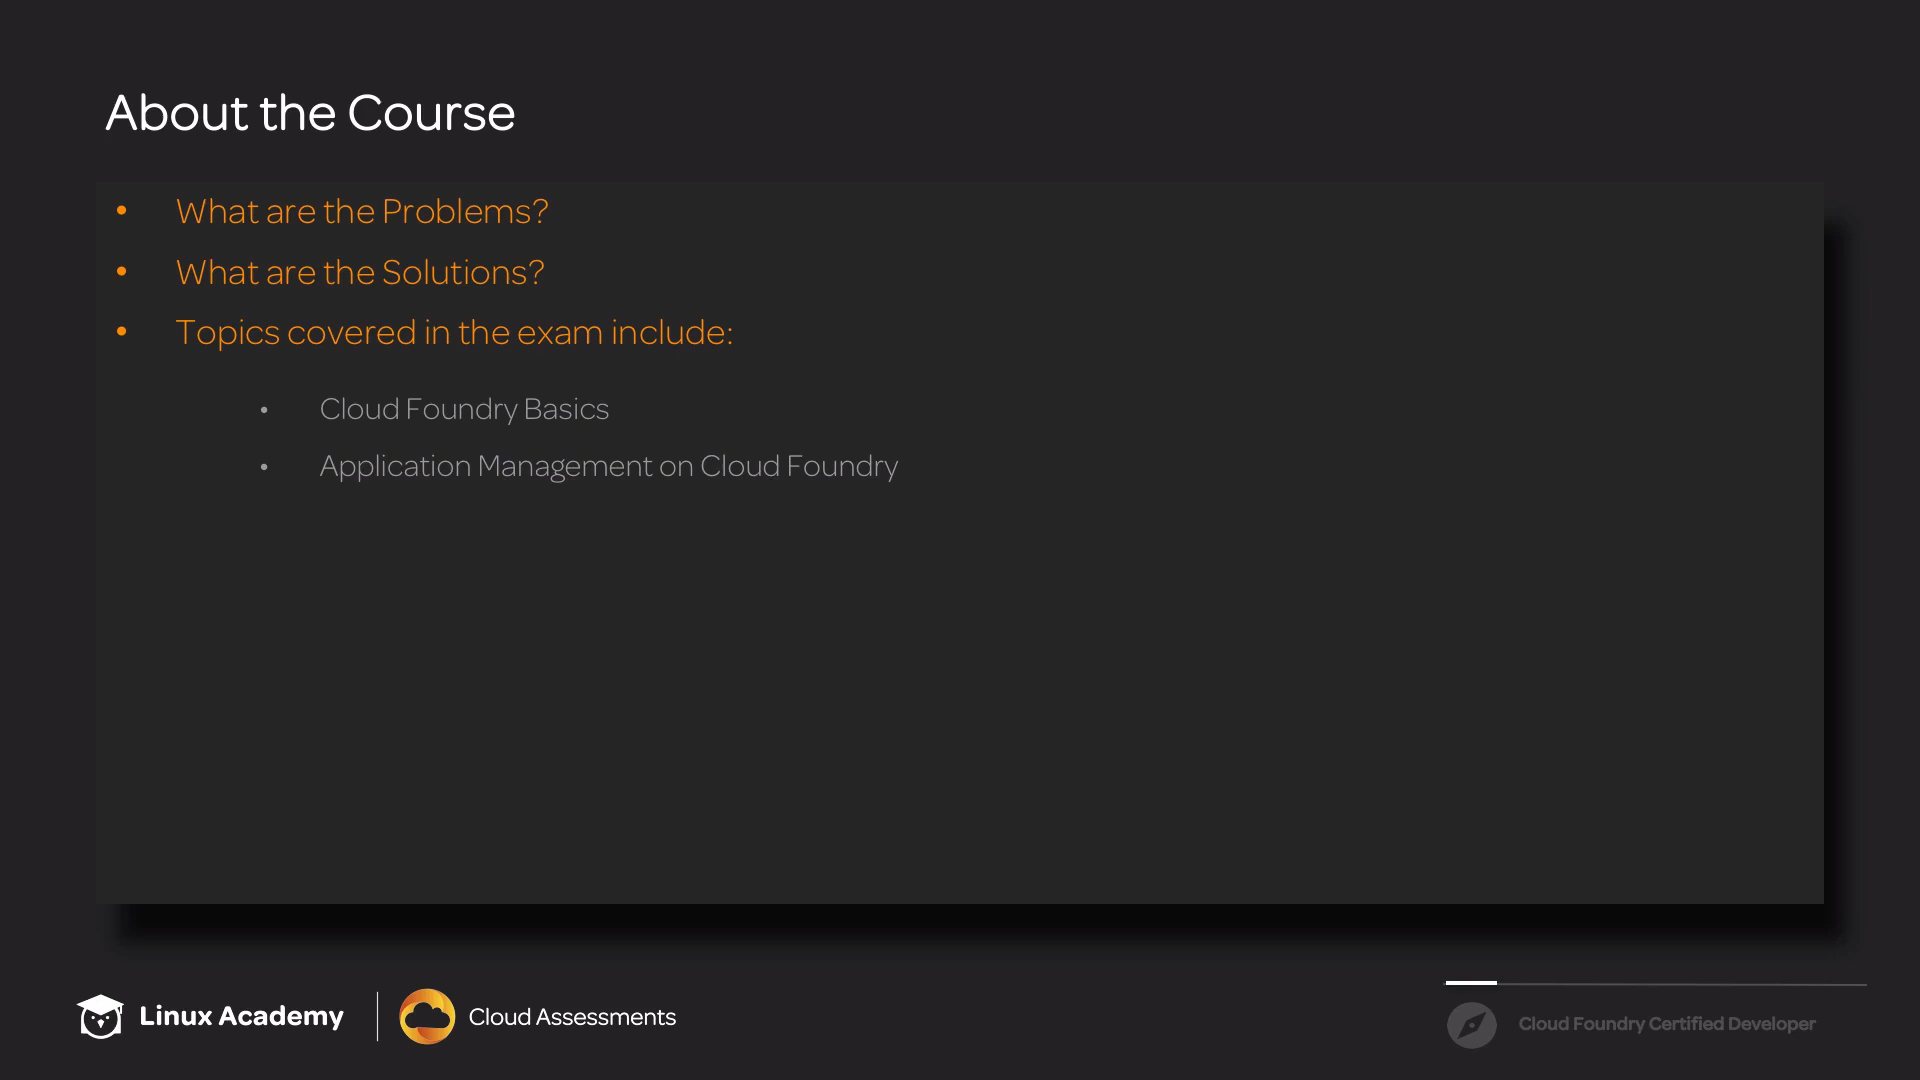 About the Course
• What are the Problems?
• What are the Solutions?
• Topics covered in the exam include:
• Cloud Foundry Basics
• Application Management on Cloud Foundry
Linux Academy
Cloud Assessments
Cloud Foundry Certified Developer